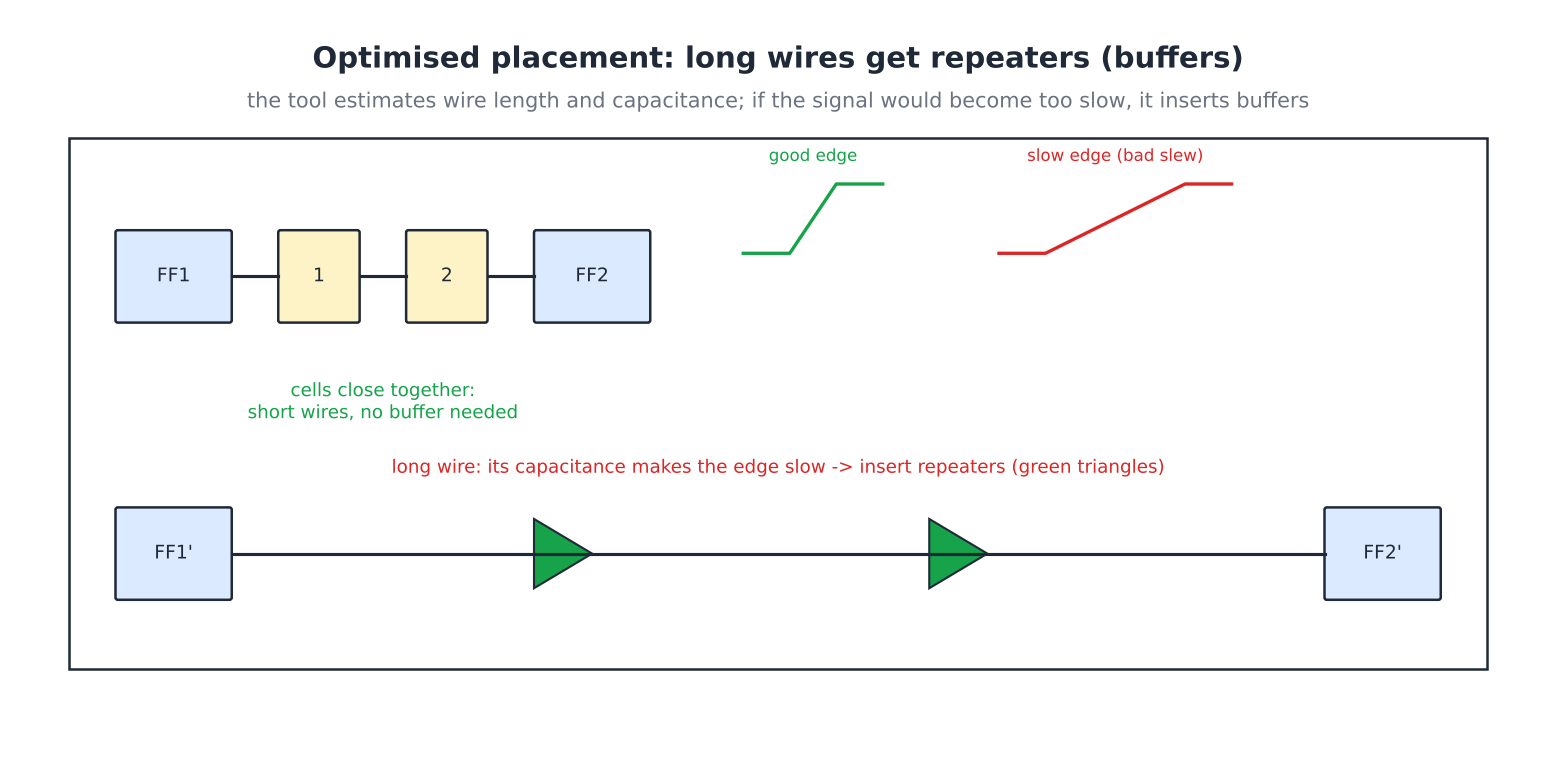 Optimised placement: long wires get repeaters (buffers)
the tool estimates wire length and capacitance; if the signal would become too slow, it inserts buffers
good edge
slow edge (bad slew)
FF1
1
2
FF2
cells close together:
short wires, no buffer needed
long wire: its capacitance makes the edge slow -> insert repeaters (green triangles)
FF1'
FF2'